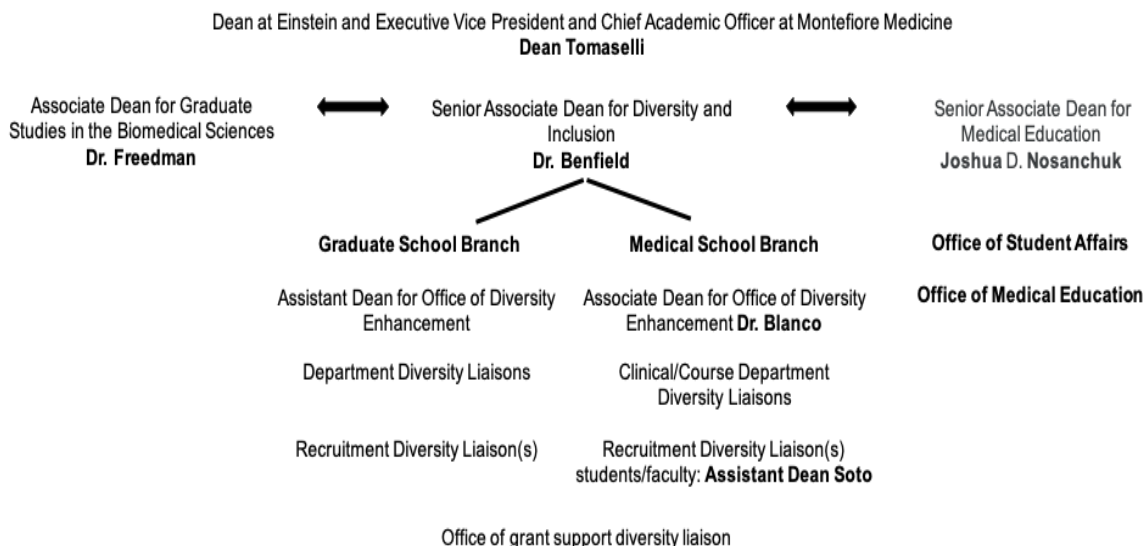 Dean at Einstein and Executive Vice President and Chief Academic Officer at Montefiore Medicine
Dean Tomaselli
Associate Dean for Graduate
Studies in the Biomedical Sciences
Dr. Freedman
Senior Associate Dean for Diversity and
Inclusion
Dr. Benfield
Senior Associate Dean for
Medical Education
Joshua D. Nosanchuk
Graduate School Branch
Assistant Dean for Office of Diversity
Enhancement
Department Diversity Liaisons
Recruitment Diversity Liaison(s)
Medical School Branch
Associate Dean for Office of Diversity
Enhancement Dr. Blanco
Clinical/Course Department
Diversity Liaisons
Recruitment Diversity Liaison(s)
students/faculty: Assistant Dean Soto
Office of Student Affairs
Office of Medical Education
Office of grant support diversity liaison